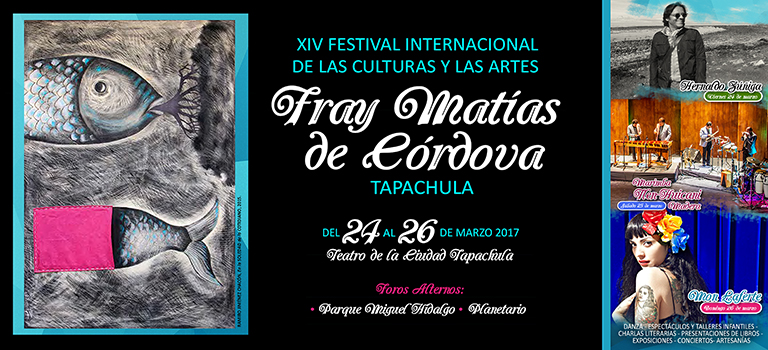 XIV FESTIVAL INTERNACIONAL
DE LAS CULTURAS Y LAS ARTES
Fray Matías
de Córdova
TAPACHULA
DEL 24 AL 26 DE MARZO 2017
Teatro de la Ciudad Tapachula
Foros Alternos:
• Parque Miguel Hidalgo • Planetario
Hernaldo Zúñiga
Viernes 24 de marzo
Marimba
Nan
Madera
Sábado 25 de marzo
Mon Laferte
Domingo 26 de marzo
DANZA - ESPECTÁCULOS Y TALLERES INFANTILES -
CHARLAS LITERARIAS - PRESENTACIONES DE LIBROS -
EXPOSICIONES - CONCIERTOS- ARTESANÍAS